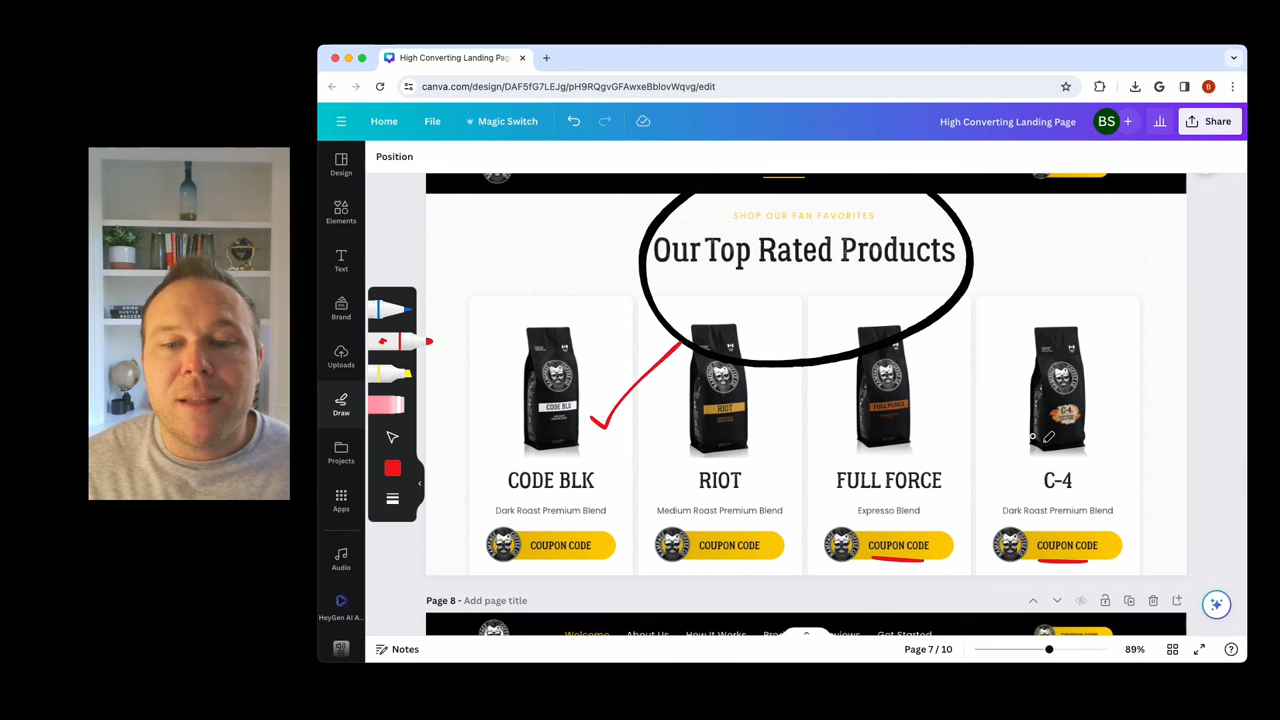 High Converting Landing Pag
canva.com/design/DAF5fG7LEJg/pH9RQgvGFAwxeBblovWqvg/edit
B
Home File Magic Switch
High Converting Landing Page
BS
Share
Position
Design
Elements
Text
Brand
Uploads
Draw
Projects
Apps
Audio
HeyGen AI A...
SHOP OUR FAN FAVORITES
Our Top Rated Products
CODE BLK
RIOT
FULL FORCE
C-4
CODE BLK
RIOT
FULL FORCE
C-4
Dark Roast Premium Blend
Medium Roast Premium Blend
Expresso Blend
Dark Roast Premium Blend
COUPON CODE
COUPON CODE
COUPON CODE
COUPON CODE
Page 8 - Add page title
Welcome About Us How It Works Get Started
COUPON CODE
Notes
Page 7 / 10
89%